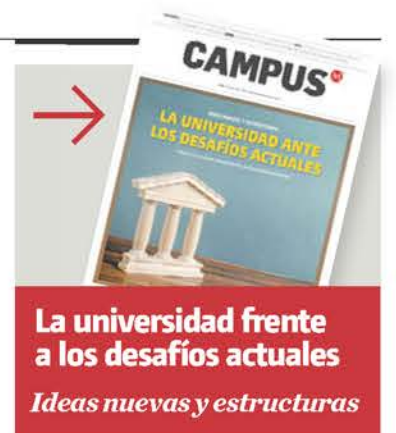 CAMPUS
LA UNIVERSIDAD ANTE
LOS DESAFÍOS ACTUALES
La universidad frente
a los desafíos actuales
Ideas nuevas y estructuras